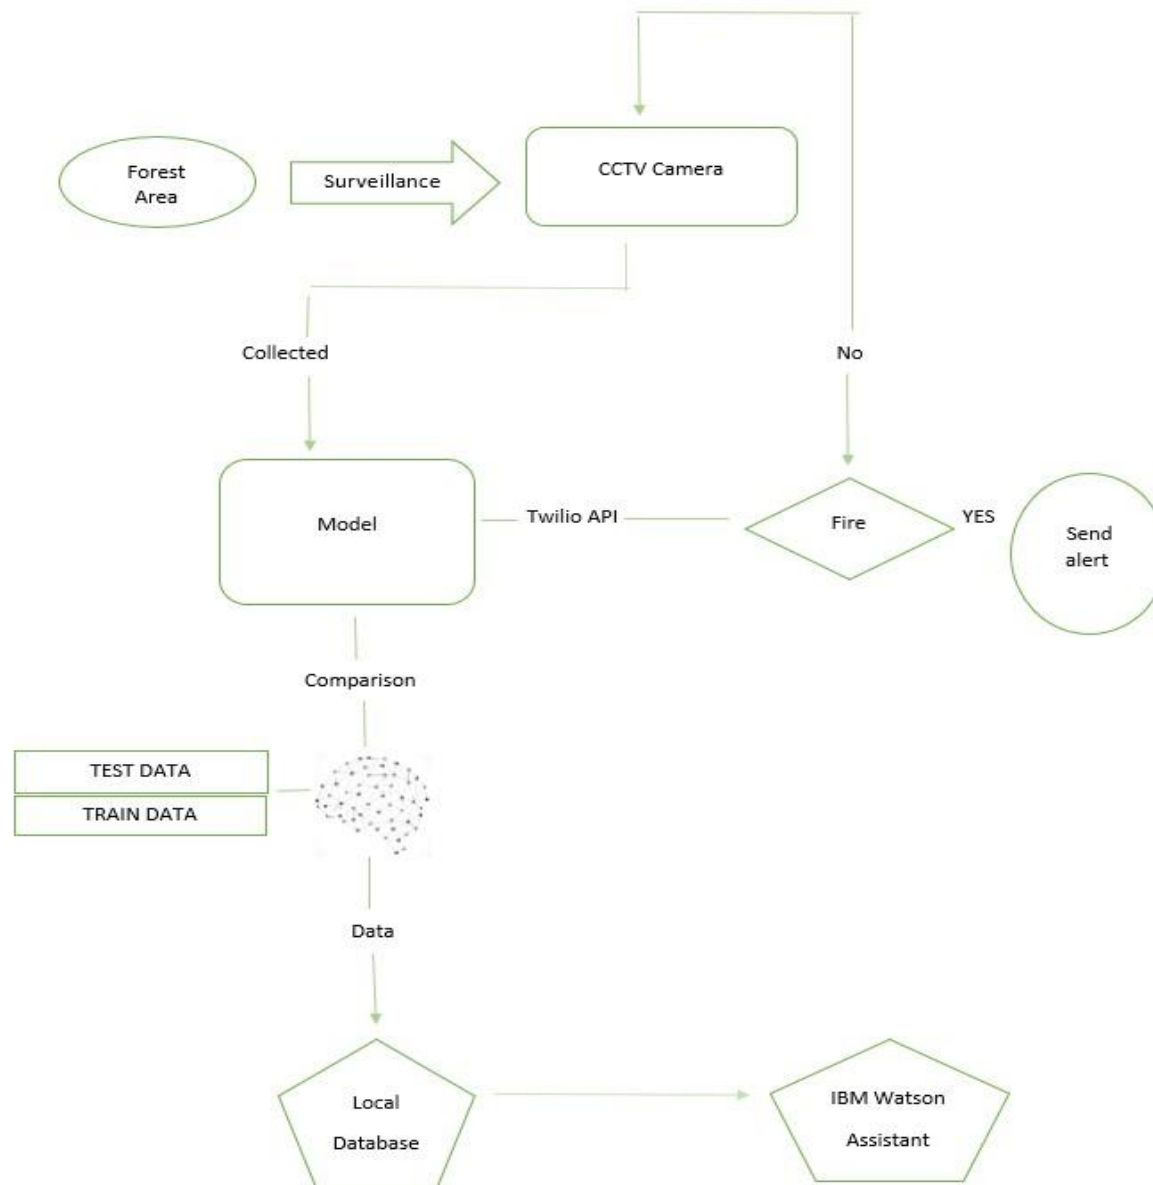 Forest
Area
Surveillance
CCTV Camera
Collected
No
Model
Twilio API
Fire
YES
Send
alert
Comparison
TEST DATA
TRAIN DATA
Data
Local
Database
IBM Watson
Assistant